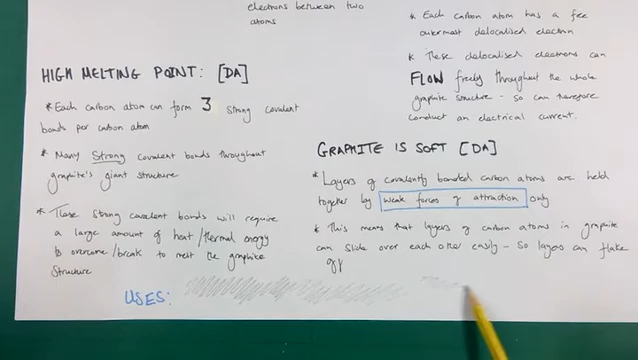 electrons between two
atoms
HIGH MELTING POINT: [DA]
* Each carbon atom can form 3 strong covalent
bonds per carbon atom
* Many Strong covalent bonds throughout
graphite's giant structure
* These strong covalent bonds will require
a large amount of heat/thermal energy
to overcome/break to melt the graphite
structure
* Each carbon atom has a fee
outermost delocalised electron
* These delocalised electrons can
FLOW freely throughout the whole
graphite structure - so can therefore
conduct an electrical current.
GRAPHITE IS SOFT [DA]
* Layers of covalently bonded carbon atoms are held
together by weak forces of attraction only
* This means that layers of carbon atoms in graphite
can slide over each other easily - so layers can flake
off
USES: